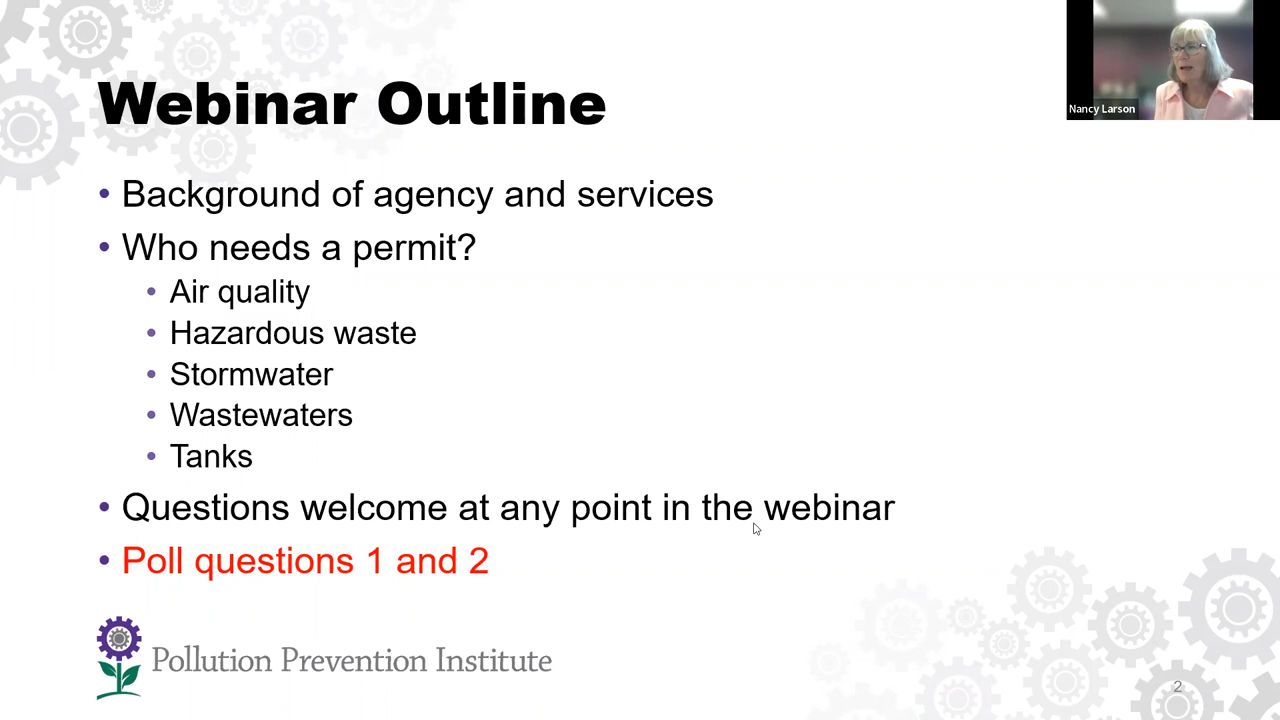 Webinar Outline
Nancy Larson
• Background of agency and services
• Who needs a permit?
• Air quality
• Hazardous waste
• Stormwater
• Wastewaters
• Tanks
• Questions welcome at any point in the webinar
• Poll questions 1 and 2
Pollution Prevention Institute
2